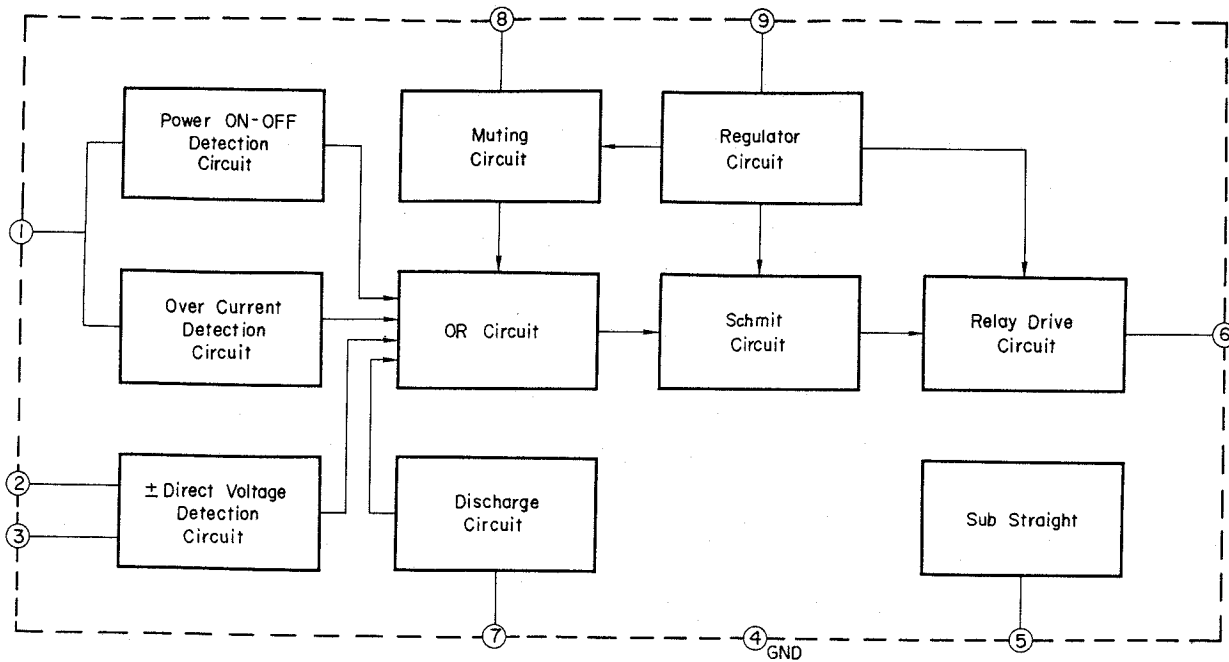 8
9
Power ON-OFF
Detection
Circuit
Muting
Circuit
Regulator
Circuit
1
Over Current
Detection
Circuit
OR Circuit
Schmit
Circuit
Relay Drive
Circuit
6
2
3
± Direct Voltage
Detection
Circuit
Discharge
Circuit
Sub Straight
7
4
GND
5